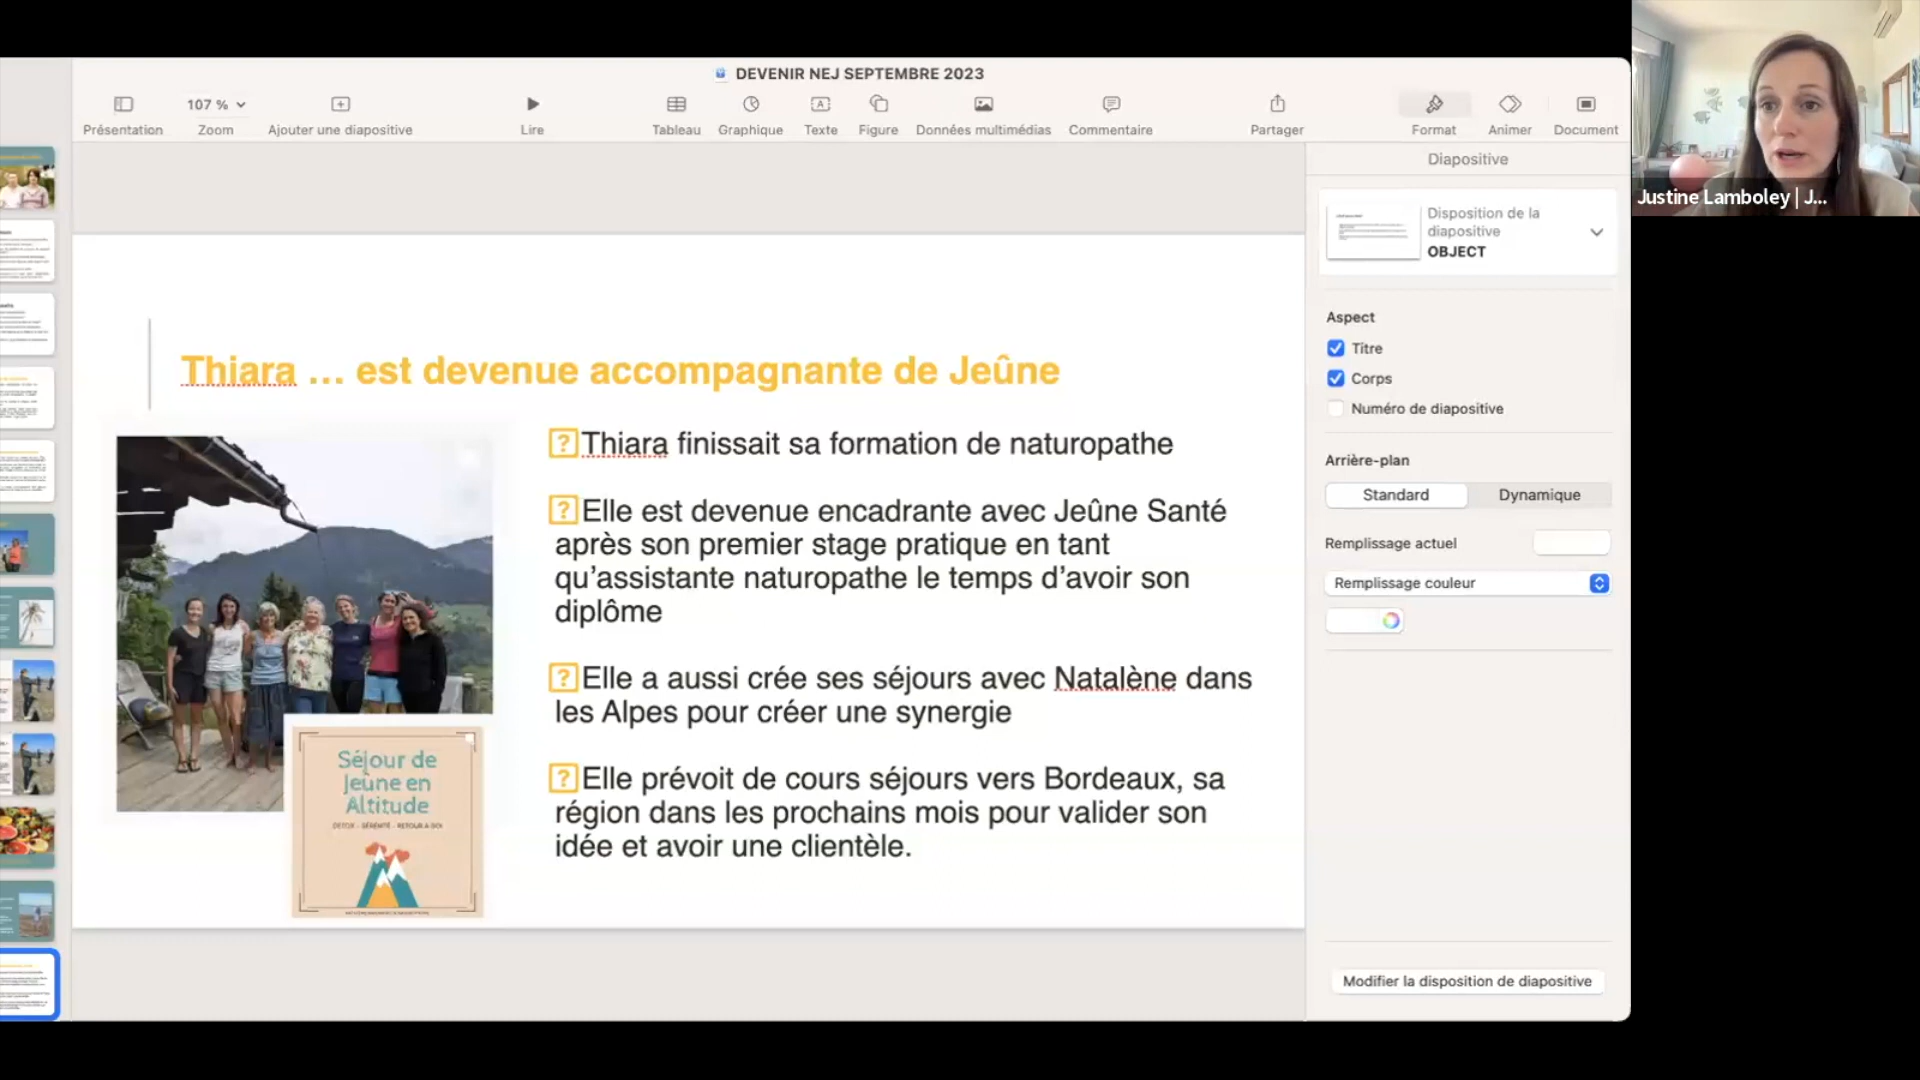 DEVENIR NEJ SEPTEMBRE 2023
107 %
Présentation
Zoom
Ajouter une diapositive
Lire
Tableau
Graphique
Texte
Figure
Données multimédias
Commentaire
Partager
Format
Animer
Document
Justine Lamboley | J...
Diapositive
Disposition de la
diapositive
OBJECT
Aspect
Titre
Corps
Numéro de diapositive
Arrière-plan
Standard
Dynamique
Remplissage actuel
Remplissage couleur
Modifier la disposition de diapositive
Thiara ... est devenue accompagnante de Jeûne
Thiara finissait sa formation de naturopathe
Elle est devenue encadrante avec Jeûne Santé
après son premier stage pratique en tant
qu’assistante naturopathe le temps d’avoir son
diplôme
Elle a aussi crée ses séjours avec Natalène dans
les Alpes pour créer une synergie
Elle prévoit de cours séjours vers Bordeaux, sa
région dans les prochains mois pour valider son
idée et avoir une clientèle.
Séjour de
Jeûne en
Altitude
DÉTOX - SÉRÉNITÉ - RETOUR À SOI